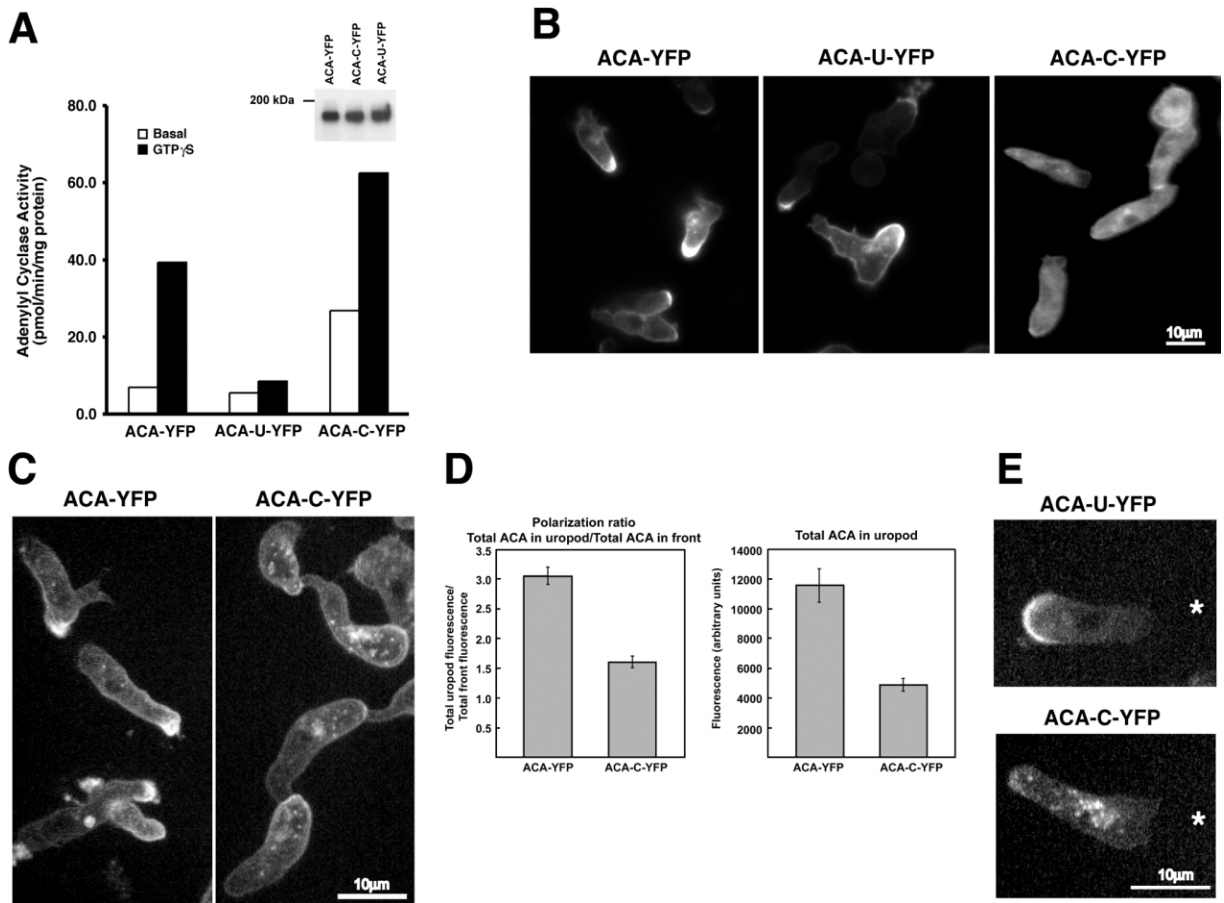 A
ACA-YFP
ACA-C-YFP
ACA-U-YFP
200 kDa
Adenylyl Cyclase Activity
(pmol/min/mg protein)
80.0
60.0
40.0
20.0
0.0
Basal
GTPγS
ACA-YFP
ACA-U-YFP
ACA-C-YFP
B
ACA-YFP
ACA-U-YFP
ACA-C-YFP
10μm
C
ACA-YFP
ACA-C-YFP
10μm
D
Polarization ratio
Total ACA in uropod/Total ACA in front
Total uropod fluorescence/
Total front fluorescence
3.5
3.0
2.5
2.0
1.5
1.0
0.5
ACA-YFP
ACA-C-YFP
Total ACA in uropod
Fluorescence (arbitrary units)
14000
12000
10000
8000
6000
4000
2000
ACA-YFP
ACA-C-YFP
E
ACA-U-YFP
*
ACA-C-YFP
*
10μm